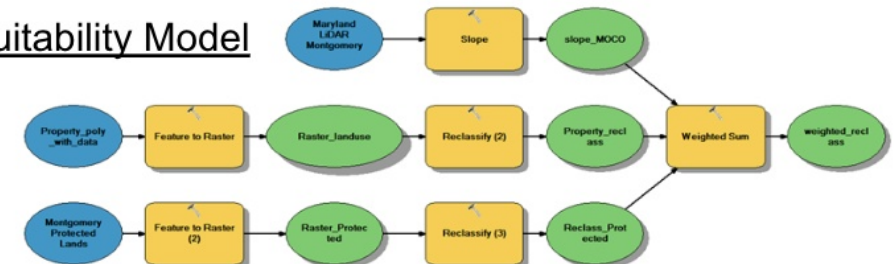 uitability Model
Maryland
LiDAR
Montgomery
Slope
slope_MOCO
Property_poly
_with_data
Feature to Raster
Raster_landuse
Reclassify (2)
Property_recl
ass
Weighted Sum
weighted_recl
ass
Montgomery
Protected
Lands
Feature to Raster
(2)
Raster_Protec
ted
Reclassify (3)
Reclass_Prot
ected